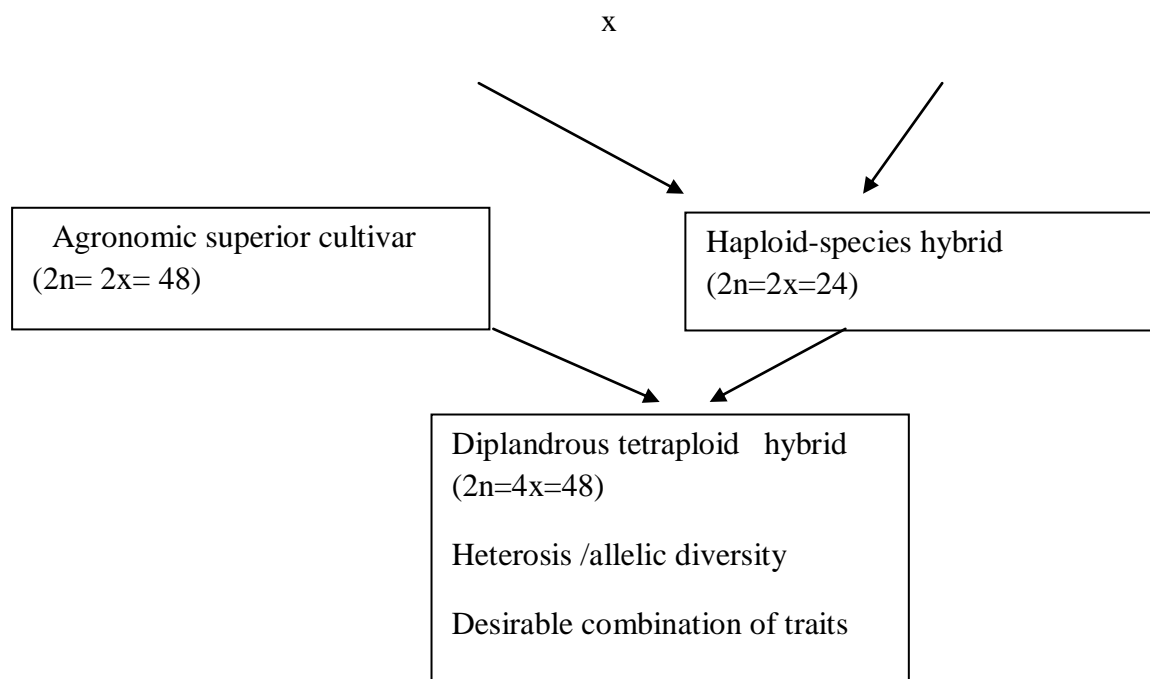 x
Agronomic superior cultivar
(2n= 2x= 48)
Haploid-species hybrid
(2n=2x=24)
Diplandrous tetraploid hybrid
(2n=4x=48)
Heterosis /allelic diversity
Desirable combination of traits